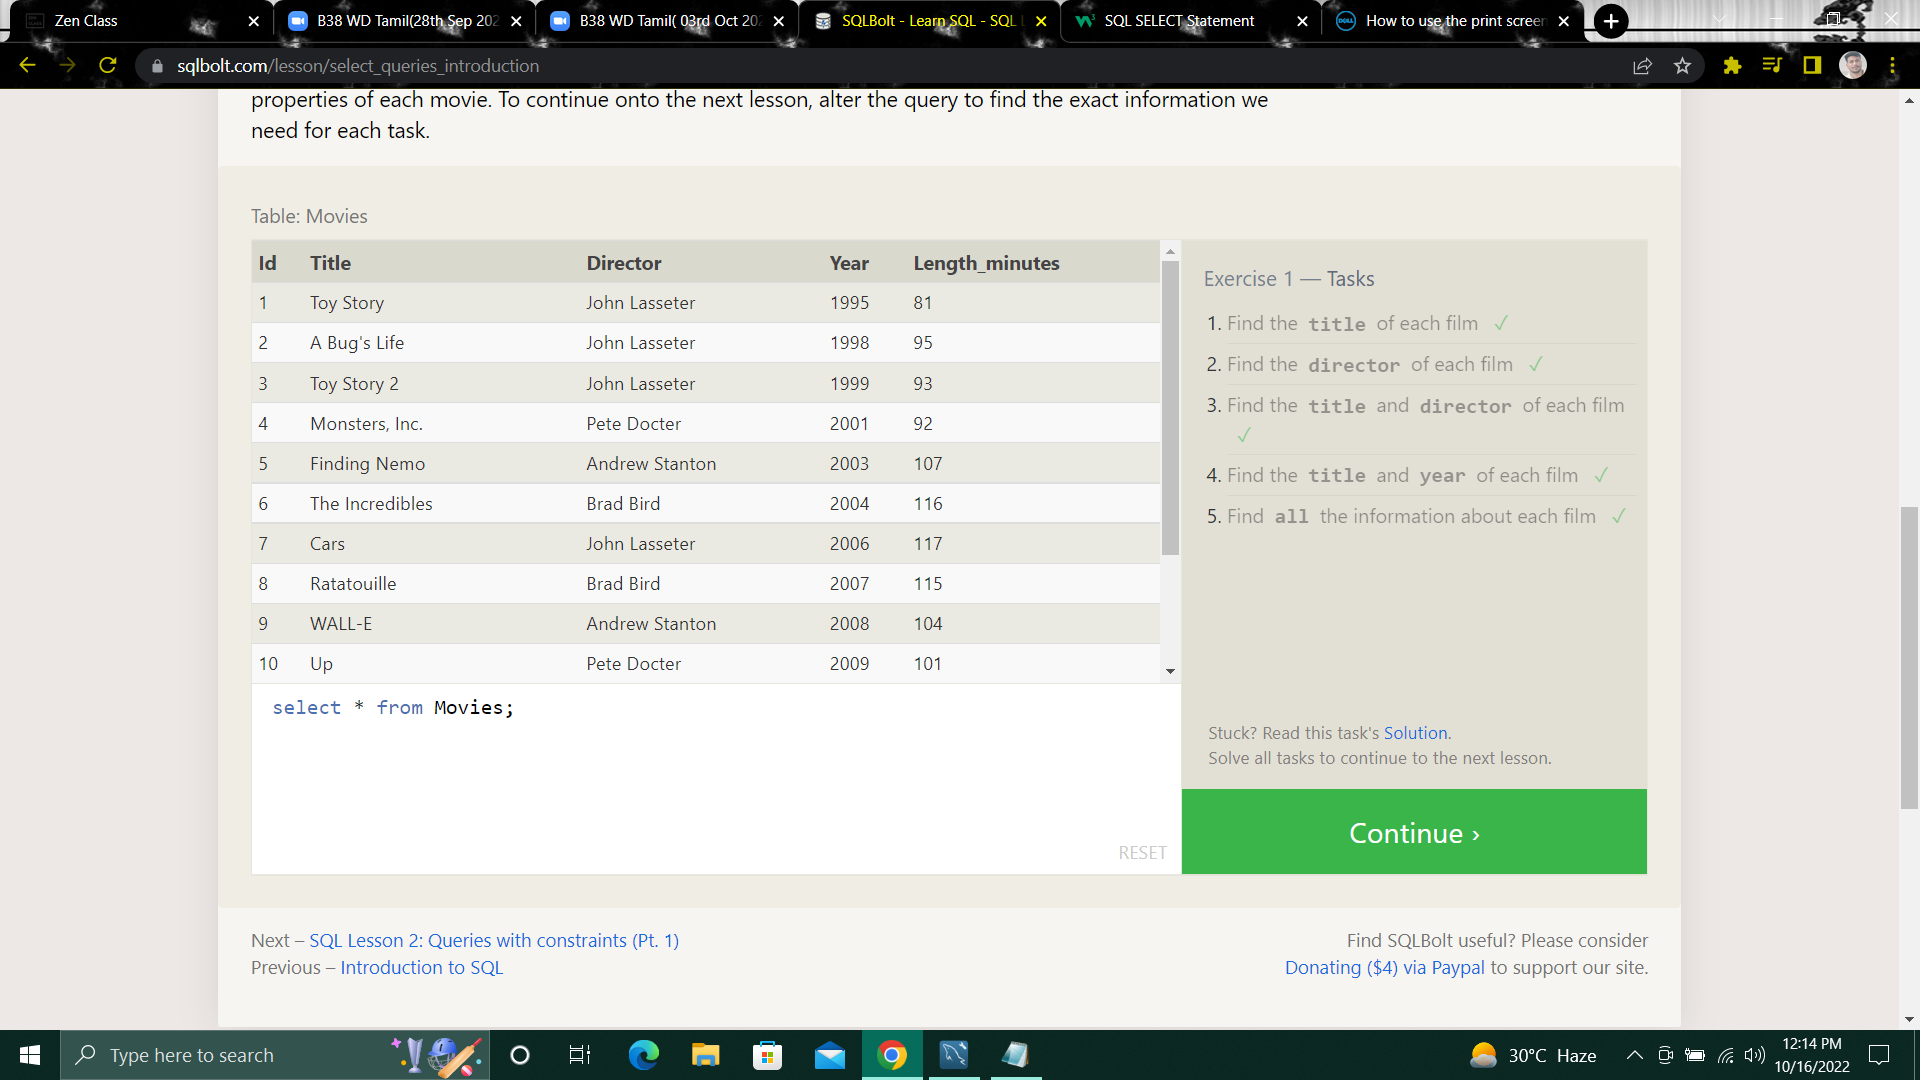 Zen Class
B38 WD Tamil(28th Sep 202
B38 WD Tamil( 03rd Oct 20
SQLBolt - Learn SQL - SQL
SQL SELECT Statement
How to use the print screen
sqlbolt.com/lesson/select_queries_introduction
properties of each movie. To continue onto the next lesson, alter the query to find the exact information we
need for each task.
Table: Movies
Id Title Director Year Length_minutes
1 Toy Story John Lasseter 1995 81
2 A Bug's Life John Lasseter 1998 95
3 Toy Story 2 John Lasseter 1999 93
4 Monsters, Inc. Pete Docter 2001 92
5 Finding Nemo Andrew Stanton 2003 107
6 The Incredibles Brad Bird 2004 116
7 Cars John Lasseter 2006 117
8 Ratatouille Brad Bird 2007 115
9 WALL-E Andrew Stanton 2008 104
10 Up Pete Docter 2009 101
select * from Movies;
RESET
Exercise 1 — Tasks
1. Find the title of each film ✓
2. Find the director of each film ✓
3. Find the title and director of each film
✓
4. Find the title and year of each film ✓
5. Find all the information about each film ✓
Stuck? Read this task's Solution.
Solve all tasks to continue to the next lesson.
Continue ›
Next – SQL Lesson 2: Queries with constraints (Pt. 1)
Previous – Introduction to SQL
Find SQLBolt useful? Please consider
Donating ($4) via Paypal to support our site.
Type here to search
30°C Haze
12:14 PM
10/16/2022